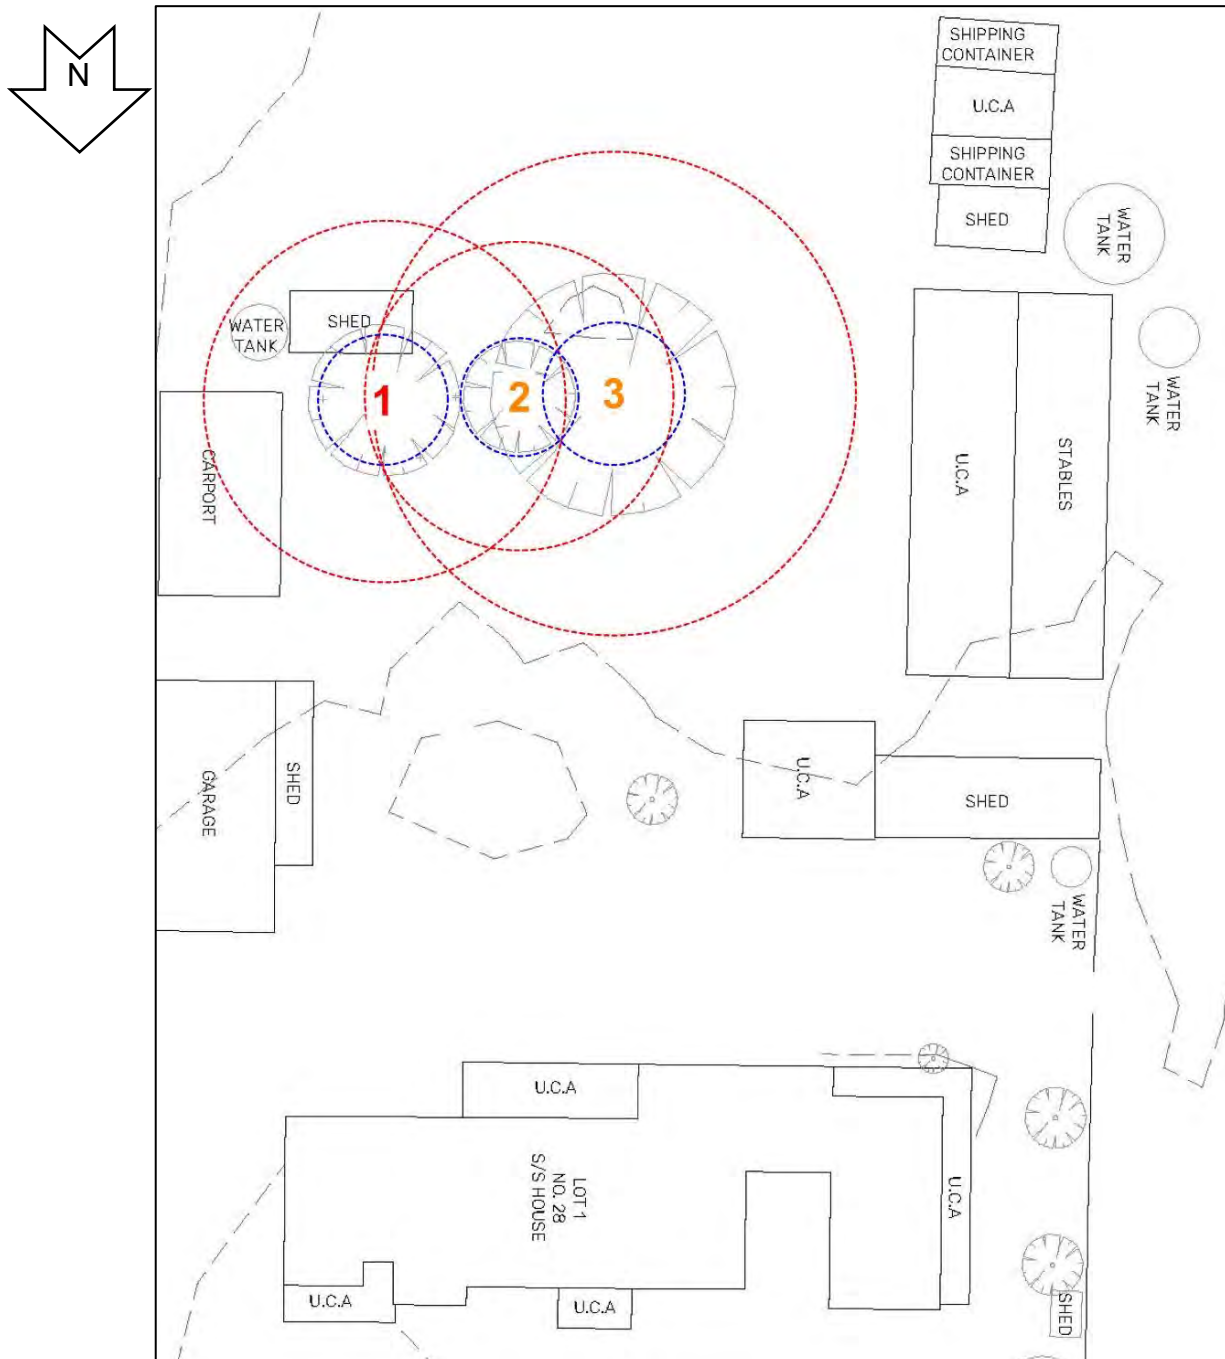 N
SHIPPING
CONTAINER
U.C.A
SHIPPING
CONTAINER
SHED
WATER
TANK
WATER
TANK
SHED
WATER
TANK
1
2
3
CARPORT
U.C.A
STABLES
GARAGE
SHED
U.C.A
SHED
WATER
TANK
U.C.A
LOT 1
NO. 28
S/S HOUSE
U.C.A
U.C.A
U.C.A
SHED